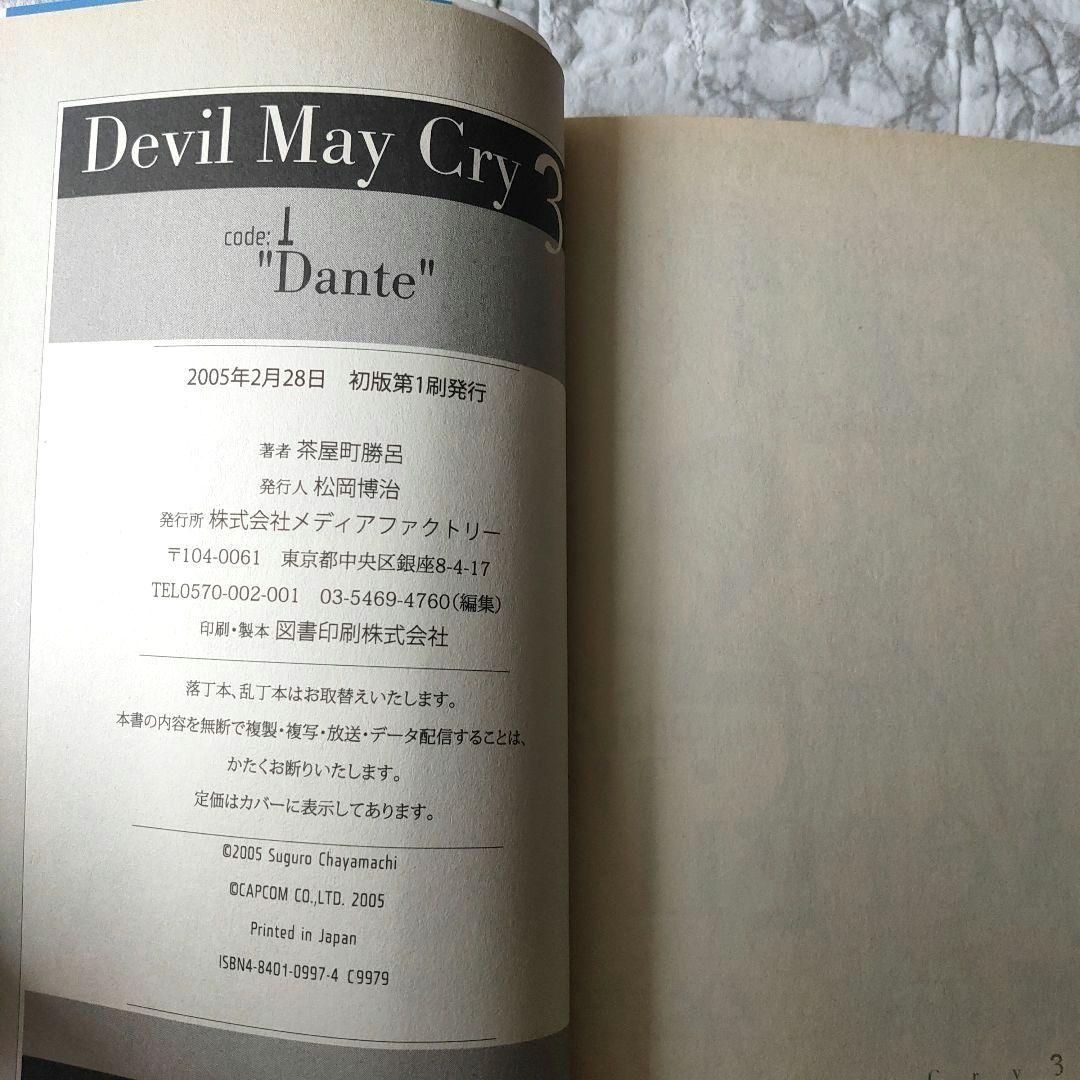 Devil May Cry 3
code: 1
"Dante"
2005年2月28日　初版第1刷発行
著者 茶屋町勝呂
発行人 松岡博治
発行所 株式会社メディアファクトリー
〒104-0061　東京都中央区銀座8-4-17
TEL0570-002-001　03-5469-4760(編集)
印刷・製本 図書印刷株式会社
落丁本、乱丁本はお取替えいたします。
本書の内容を無断で複製・複写・放送・データ配信することは、
かたくお断りいたします。
定価はカバーに表示してあります。
©2005 Suguro Chayamachi
©CAPCOM CO.,LTD. 2005
Printed in Japan
ISBN4-8401-0997-4 C9979
Cry 3